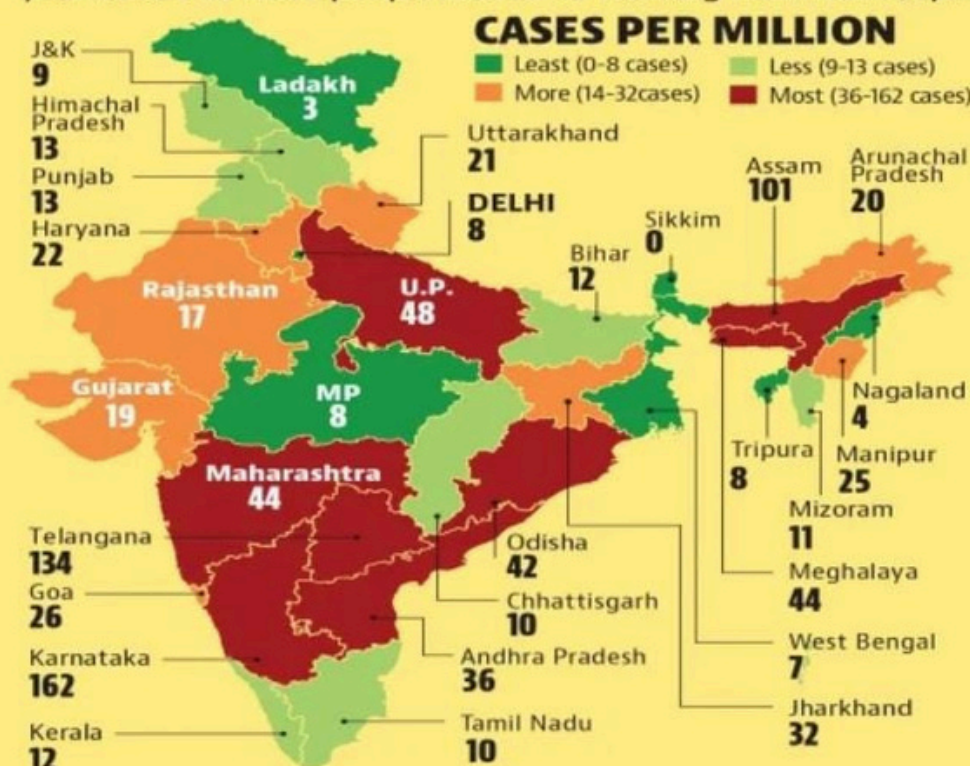 CASES PER MILLION
Least (0-8 cases)
Less (9-13 cases)
More (14-32cases)
Most (36-162 cases)
J&K
9
Himachal
Pradesh
13
Punjab
13
Haryana
22
Ladakh
3
Uttarakhand
21
DELHI
8
Rajasthan
17
U.P.
48
Gujarat
19
MP
8
Bihar
12
Sikkim
0
Assam
101
Arunachal
Pradesh
20
Nagaland
4
Manipur
25
Tripura
8
Mizoram
11
Meghalaya
44
West Bengal
7
Jharkhand
32
Maharashtra
44
Telangana
134
Goa
26
Karnataka
162
Kerala
12
Odisha
42
Chhattisgarh
10
Andhra Pradesh
36
Tamil Nadu
10